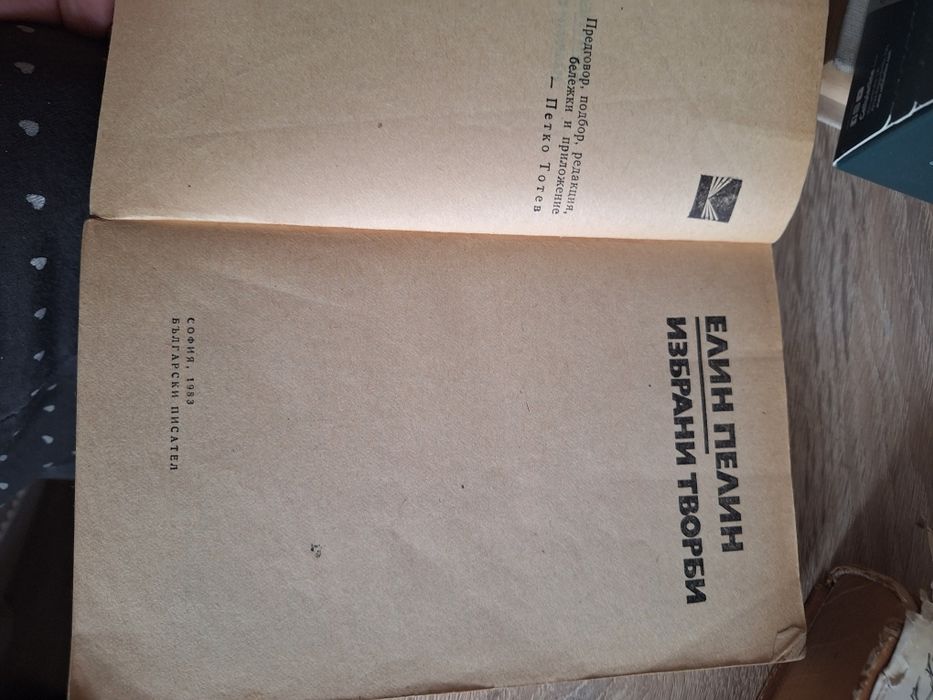 Предговор, подбор, редакция,
бележки и приложение
— Петко Тотев
ЕЛИН ПЕЛИН
ИЗБРАНИ ТВОРБИ
СОФИЯ, 1983
БЪЛГАРСКИ ПИСАТЕЛ